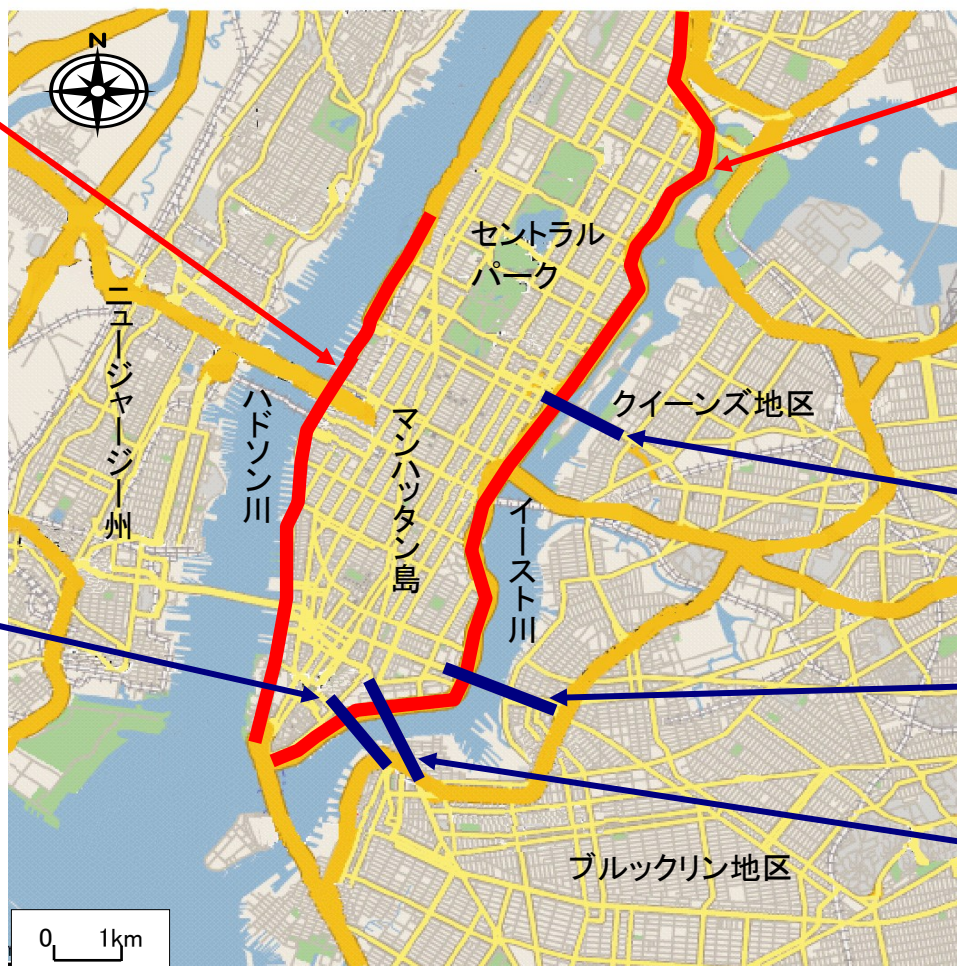 N
セントラル
パーク
ニュージャージー州
ハドソン川
マンハッタン島
クイーンズ地区
イースト川
ブルックリン地区
0 1km